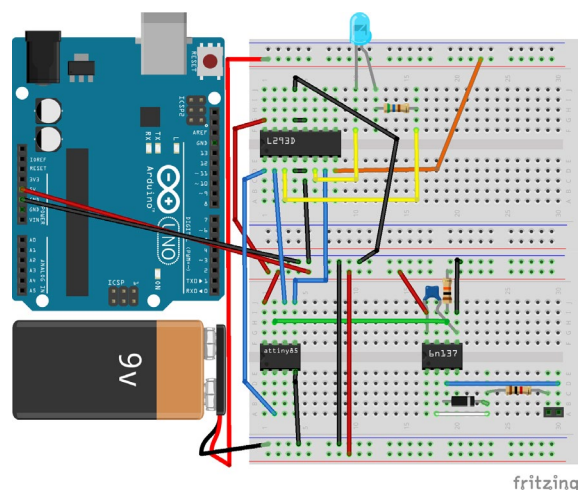 RESET
ICSP2
L
TX
RX
AREF
GND
13
12
~11
~10
~9
8
7
~6
~5
4
~3
2
TX0▶1
RX0◀0
DIGITAL (PWM~)
Arduino
UNO
IOREF
RESET
3V3
5V
GND
GND
VIN
POWER
A0
A1
A2
A3
A4
A5
ANALOG IN
ICSP
ON
L293D
attiny85
6n137
9v
fritzing